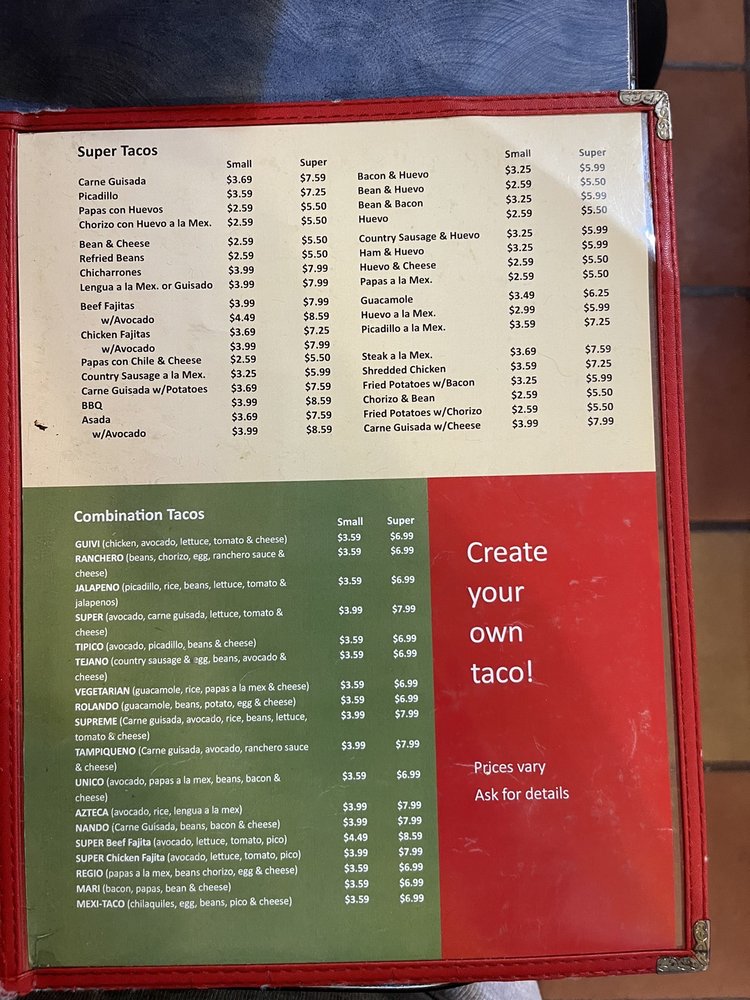 Super Tacos
Small Super
Carne Guisada $3.69 $7.59
Picadillo $3.59 $7.25
Papas con Huevos $2.59 $5.50
Chorizo con Huevo a la Mex. $2.59 $5.50
Bean & Cheese $2.59 $5.50
Refried Beans $2.59 $5.50
Chicharrones $3.99 $7.99
Lengua a la Mex. or Guisado $3.99 $7.99
Beef Fajitas $3.99 $7.99
w/Avocado $4.49 $8.59
Chicken Fajitas $3.69 $7.25
w/Avocado $3.99 $7.99
Papas con Chile & Cheese $2.59 $5.50
Country Sausage a la Mex. $3.25 $5.99
Carne Guisada w/Potatoes $3.69 $7.59
BBQ $3.99 $8.59
Asada $3.69 $7.59
w/Avocado $3.99 $8.59
Small Super
Bacon & Huevo $3.25 $5.99
Bean & Huevo $2.59 $5.50
Bean & Bacon $3.25 $5.99
Huevo $2.59 $5.50
Country Sausage & Huevo $3.25 $5.99
Ham & Huevo $3.25 $5.99
Huevo & Cheese $2.59 $5.50
Papas a la Mex. $2.59 $5.50
Guacamole $3.49 $6.25
Huevo a la Mex. $2.99 $5.99
Picadillo a la Mex. $3.59 $7.25
Steak a la Mex. $3.69 $7.59
Shredded Chicken $3.59 $7.25
Fried Potatoes w/Bacon $3.25 $5.99
Chorizo & Bean $2.59 $5.50
Fried Potatoes w/Chorizo $2.59 $5.50
Carne Guisada w/Cheese $3.99 $7.99
Combination Tacos
Small Super
GUIVI (chicken, avocado, lettuce, tomato & cheese) $3.59 $6.99
RANCHERO (beans, chorizo, egg, ranchero sauce & $3.59 $6.99
cheese)
JALAPENO (picadillo, rice, beans, lettuce, tomato & $3.59 $6.99
jalapenos)
SUPER (avocado, carne guisada, lettuce, tomato & $3.99 $7.99
cheese)
TIPICO (avocado, picadillo, beans & cheese) $3.59 $6.99
TEJANO (country sausage & egg, beans, avocado & $3.59 $6.99
cheese)
VEGETARIAN (guacamole, rice, papas a la mex & cheese) $3.59 $6.99
ROLANDO (guacamole, beans, potato, egg & cheese) $3.59 $6.99
SUPREME (Carne guisada, avocado, rice, beans, lettuce, $3.99 $7.99
tomato & cheese)
TAMPIQUENO (Carne guisada, avocado, ranchero sauce $3.99 $7.99
& cheese)
UNICO (avocado, papas a la mex, beans, bacon & $3.59 $6.99
cheese)
AZTECA (avocado, rice, lengua a la mex) $3.99 $7.99
NANDO (Carne Guisada, beans, bacon & cheese) $3.99 $7.99
SUPER Beef Fajita (avocado, lettuce, tomato, pico) $4.49 $8.59
SUPER Chicken Fajita (avocado, lettuce, tomato, pico) $3.99 $7.99
REGIO (papas a la mex, beans chorizo, egg & cheese) $3.59 $6.99
MARI (bacon, papas, bean & cheese) $3.59 $6.99
MEXI-TACO (chilaquiles, egg, beans, pico & cheese) $3.59 $6.99
Create
your
own
taco!
Prices vary
Ask for details